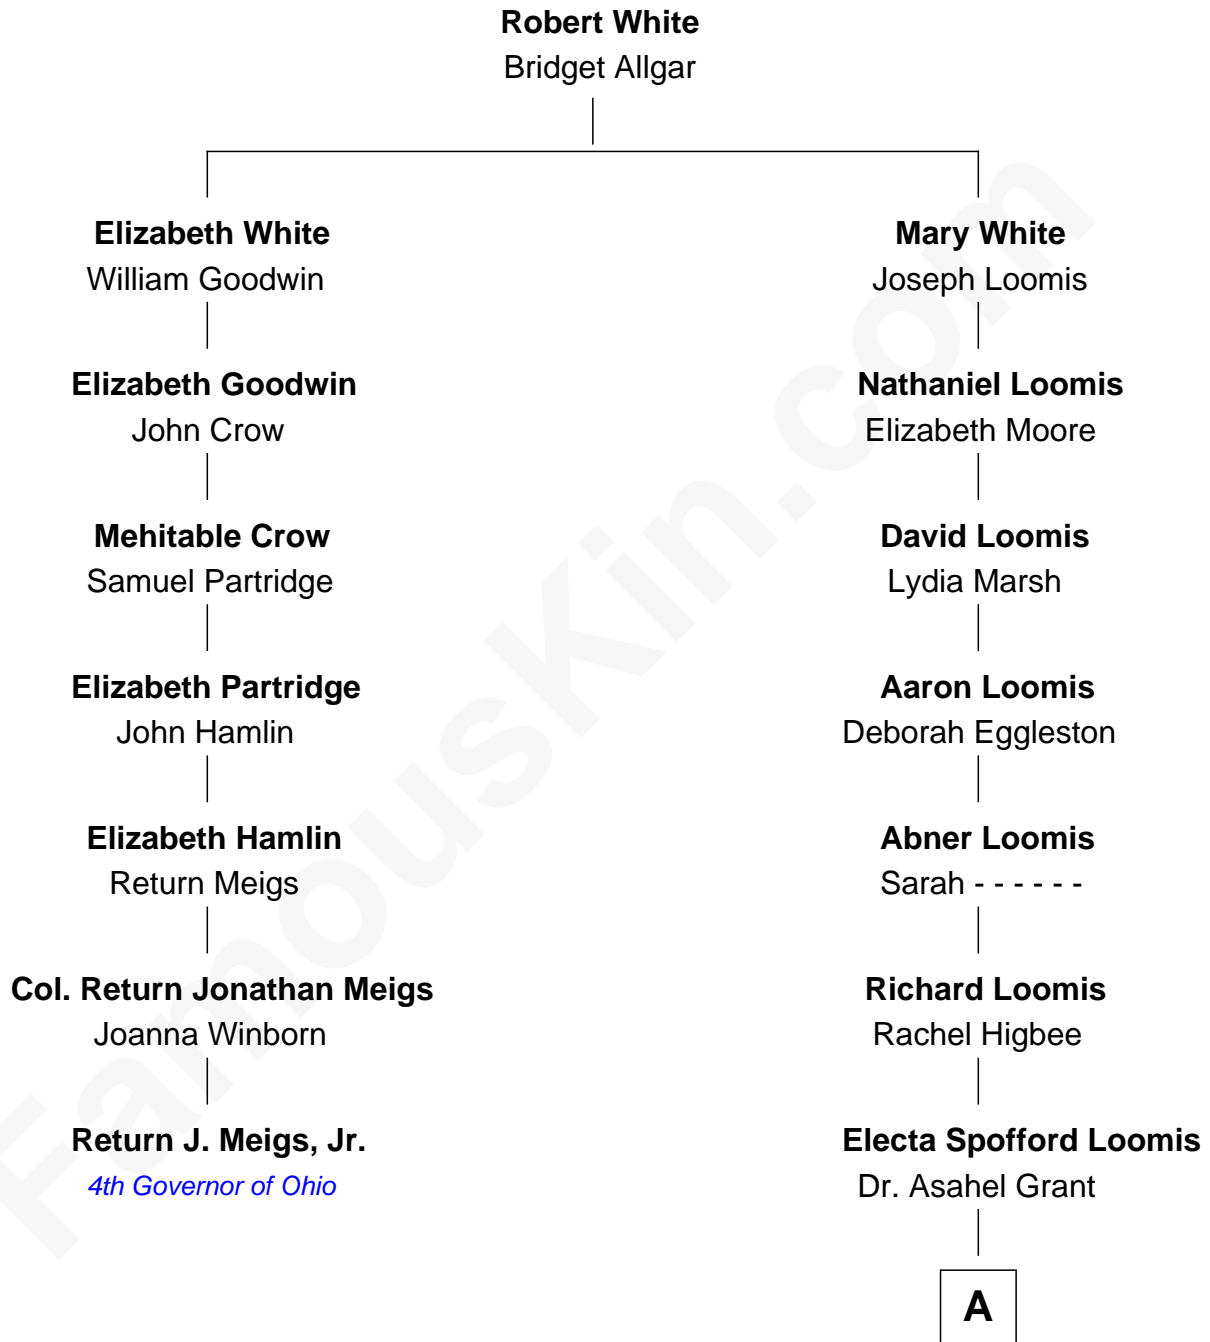 Robert White
Bridget Allgar
Elizabeth White
William Goodwin
Mary White
Joseph Loomis
Elizabeth Goodwin
John Crow
Nathaniel Loomis
Elizabeth Moore
Mehitable Crow
Samuel Partridge
David Loomis
Lydia Marsh
Elizabeth Partridge
John Hamlin
Aaron Loomis
Deborah Eggleston
Elizabeth Hamlin
Return Meigs
Abner Loomis
Sarah - - - - - -
Col. Return Jonathan Meigs
Joanna Winborn
Richard Loomis
Rachel Higbee
Return J. Meigs, Jr.
4th Governor of Ohio
Electa Spofford Loomis
Dr. Asahel Grant
A
FamousKin.com